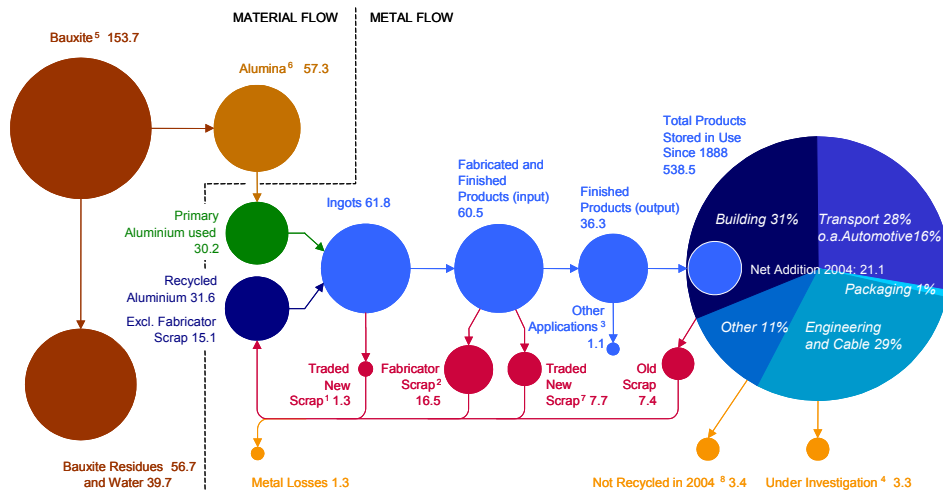 MATERIAL FLOW
METAL FLOW
Bauxite⁵ 153.7
Alumina⁶ 57.3
Total Products
Stored in Use
Since 1888
538.5
Fabricated and
Finished
Products (input)
60.5
Finished
Products (output)
36.3
Ingots 61.8
Primary
Aluminium used
30.2
Building 31%
Transport 28%
o.a.Automotive16%
Net Addition 2004: 21.1
Packaging 1%
Recycled
Aluminium 31.6
Excl. Fabricator
Scrap 15.1
Other
Applications ³
1.1
Other 11%
Engineering
and Cable 29%
Traded
New
Scrap¹ 1.3
Fabricator
Scrap²
16.5
Traded
New
Scrap⁷ 7.7
Old
Scrap
7.4
Bauxite Residues 56.7
and Water 39.7
Metal Losses 1.3
Not Recycled in 2004 ⁸ 3.4
Under Investigation ⁴ 3.3